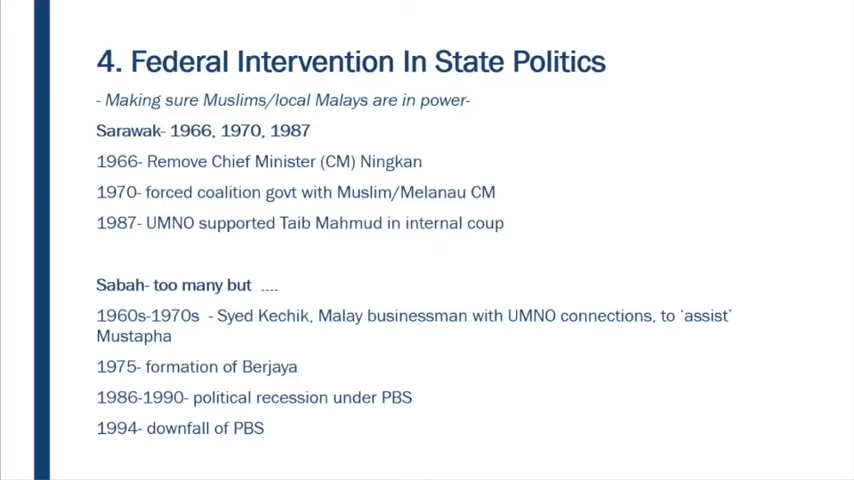 4. Federal Intervention In State Politics
- Making sure Muslims/local Malays are in power-
Sarawak- 1966, 1970, 1987
1966- Remove Chief Minister (CM) Ningkan
1970- forced coalition govt with Muslim/Melanau CM
1987- UMNO supported Taib Mahmud in internal coup
Sabah- too many but ....
1960s-1970s - Syed Kechik, Malay businessman with UMNO connections, to ‘assist’
Mustapha
1975- formation of Berjaya
1986-1990- political recession under PBS
1994- downfall of PBS